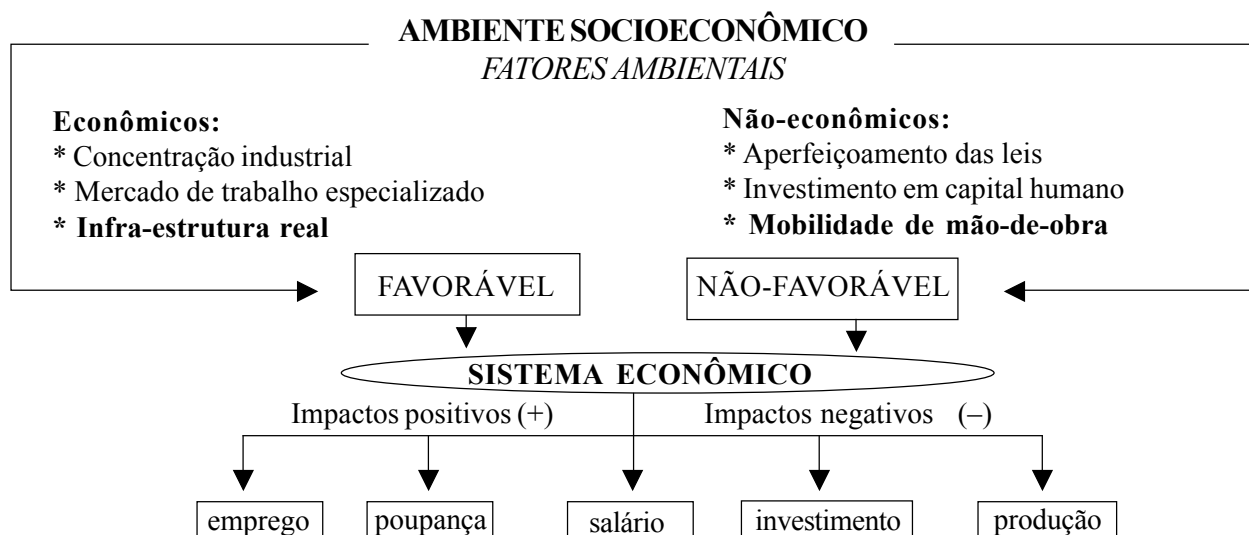 AMBIENTE SOCIOECONÔMICO
FATORES AMBIENTAIS
Econômicos:
* Concentração industrial
* Mercado de trabalho especializado
* Infra-estrutura real
Não-econômicos:
* Aperfeiçoamento das leis
* Investimento em capital humano
* Mobilidade de mão-de-obra
FAVORÁVEL
NÃO-FAVORÁVEL
SISTEMA ECONÔMICO
Impactos positivos (+)
Impactos negativos (–)
emprego
poupança
salário
investimento
produção